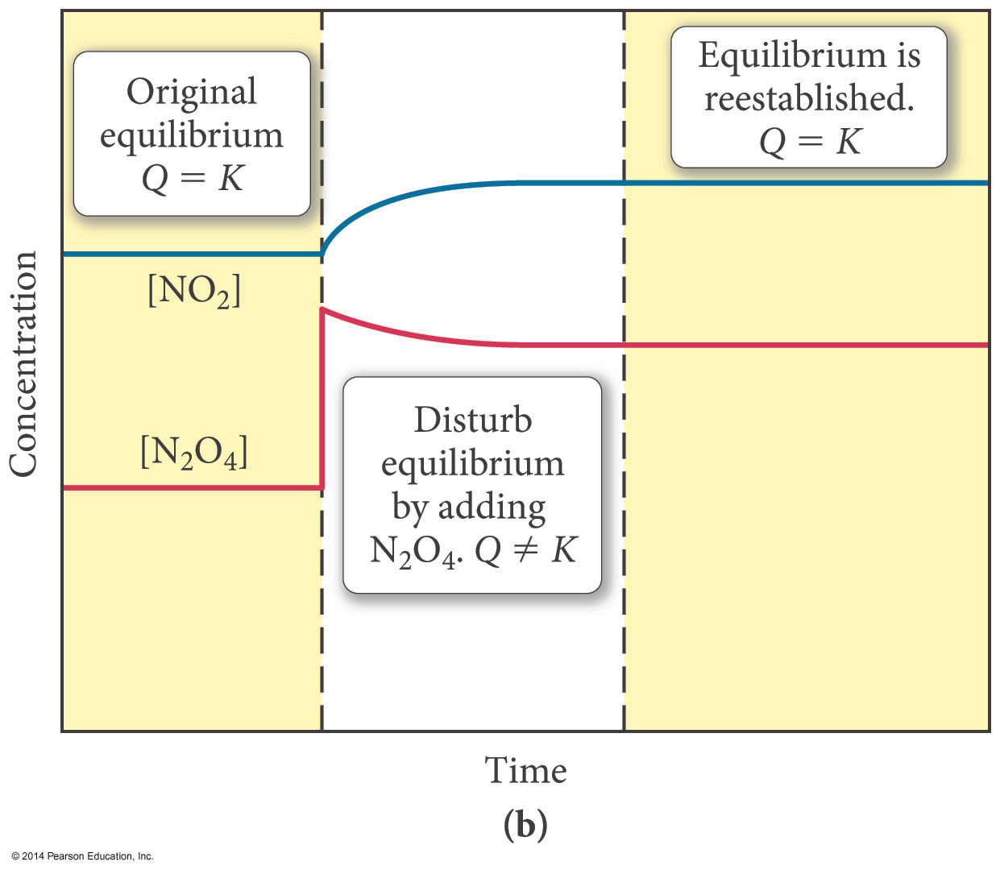 Original
equilibrium
Q = K
Equilibrium is
reestablished.
Q = K
[NO₂]
[N₂O₄]
Disturb
equilibrium
by adding
N₂O₄. Q ≠ K
Concentration
Time
(b)
© 2014 Pearson Education, Inc.